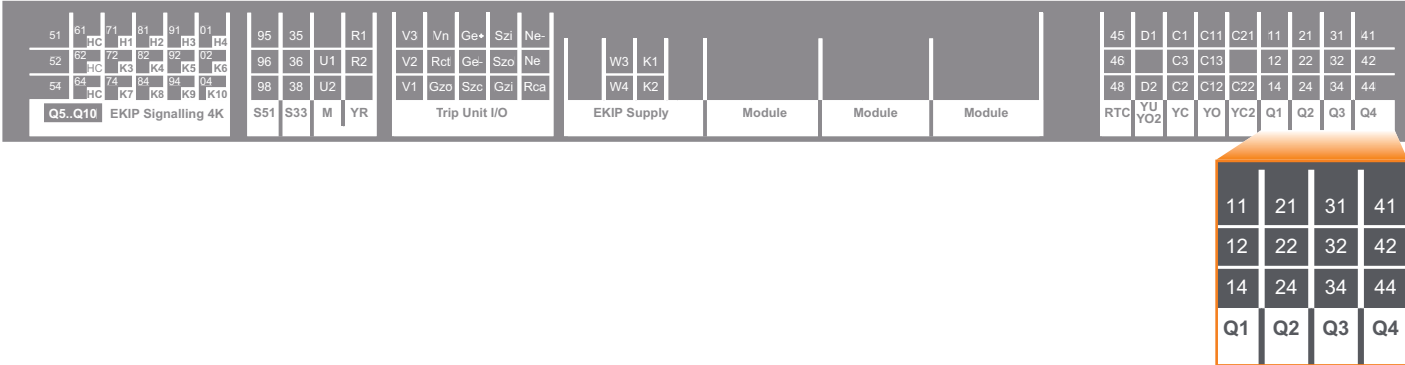 51 61 HC 71 H1 81 H2 91 H3 01 H4 95 35 R1 V3 Vn Ge+ Szi Ne- 45 D1 C1 C11 C21 11 21 31 41
52 62 HC 72 K3 82 K4 92 K5 02 K6 96 36 U1 R2 V2 Rct Ge- Szo Ne W3 K1 46 C3 C13 12 22 32 42
54 64 HC 74 K7 84 K8 94 K9 04 K10 98 38 U2 V1 Gzo Szc Gzi Rca W4 K2 48 D2 C2 C12 C22 14 24 34 44
Q5..Q10 EKIP Signalling 4K S51 S33 M YR Trip Unit I/O EKIP Supply Module Module Module RTC YU YO2 YC YO YC2 Q1 Q2 Q3 Q4
11 21 31 41
12 22 32 42
14 24 34 44
Q1 Q2 Q3 Q4